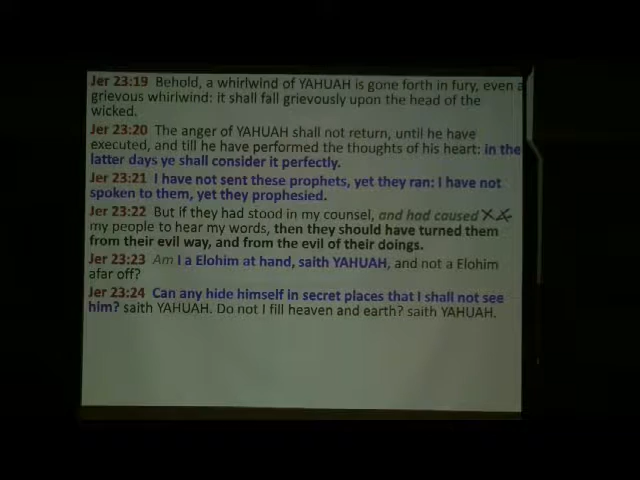 Jer 23:19 Behold, a whirlwind of YAHUAH is gone forth in fury, even a
grievous whirlwind: it shall fall grievously upon the head of the
wicked.
Jer 23:20 The anger of YAHUAH shall not return, until he have
executed, and till he have performed the thoughts of his heart: in the
latter days ye shall consider it perfectly.
Jer 23:21 I have not sent these prophets, yet they ran: I have not
spoken to them, yet they prophesied.
Jer 23:22 But if they had stood in my counsel, and had caused
my people to hear my words, then they should have turned them
from their evil way, and from the evil of their doings.
Jer 23:23 Am I a Elohim at hand, saith YAHUAH, and not a Elohim
afar off?
Jer 23:24 Can any hide himself in secret places that I shall not see
him? saith YAHUAH. Do not I fill heaven and earth? saith YAHUAH.